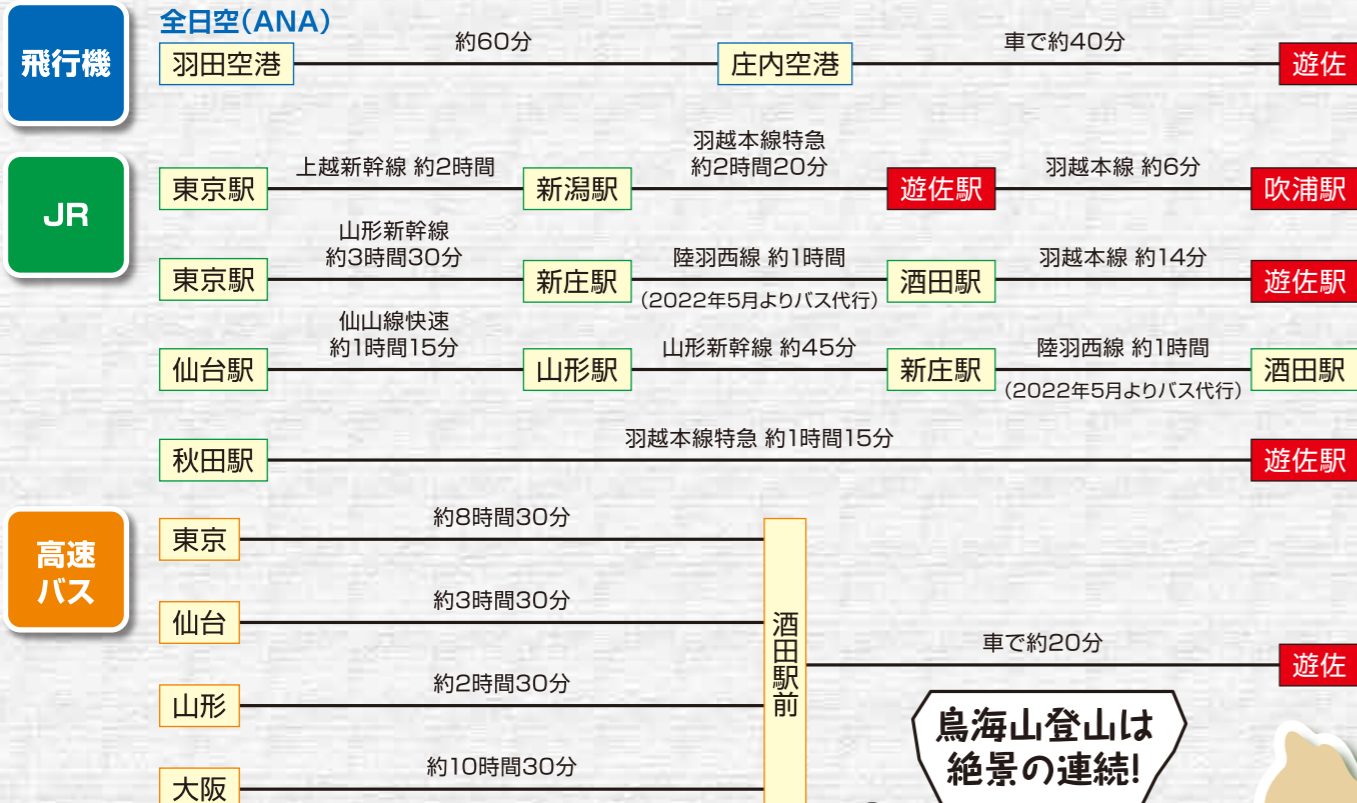 飛行機
全日空(ANA)
羽田空港
約60分
庄内空港
車で約40分
遊佐
JR
東京駅
上越新幹線 約2時間
新潟駅
羽越本線特急
約2時間20分
遊佐駅
羽越本線 約6分
吹浦駅
東京駅
山形新幹線
約3時間30分
新庄駅
陸羽西線 約1時間
(2022年5月よりバス代行)
酒田駅
羽越本線 約14分
遊佐駅
仙台駅
仙山線快速
約1時間15分
山形駅
山形新幹線 約45分
新庄駅
陸羽西線 約1時間
(2022年5月よりバス代行)
酒田駅
秋田駅
羽越本線特急 約1時間15分
遊佐駅
高速
バス
東京
約8時間30分
仙台
約3時間30分
山形
約2時間30分
大阪
約10時間30分
酒田駅前
車で約20分
遊佐
鳥海山登山は
絶景の連続!